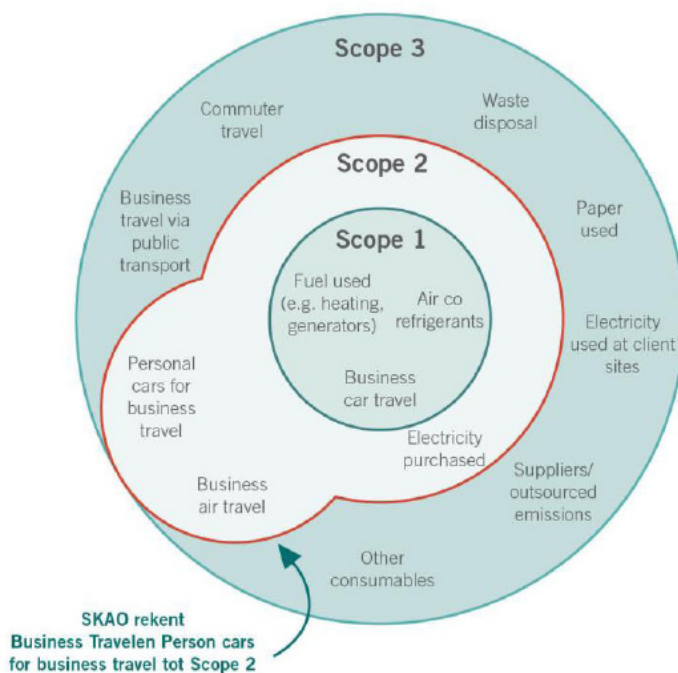 Scope 3
Commuter
travel
Waste
disposal
Scope 2
Business
travel via
public
transport
Paper
used
Scope 1
Fuel used
(e.g. heating,
generators)
Air co
refrigerants
Electricity
used at client
sites
Personal
cars for
business
travel
Business
car travel
Electricity
purchased
Business
air travel
Suppliers/
outsourced
emissions
Other
consumables
SKAO rekent
Business Travelen Person cars
for business travel tot Scope 2